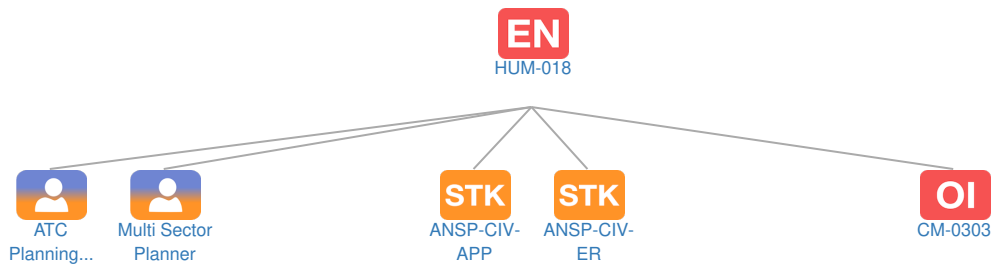 EN
HUM-018
STK
STK
OI
ATC
Planning...
Multi Sector
Planner
ANSP-CIV-
APP
ANSP-CIV-
ER
CM-0303